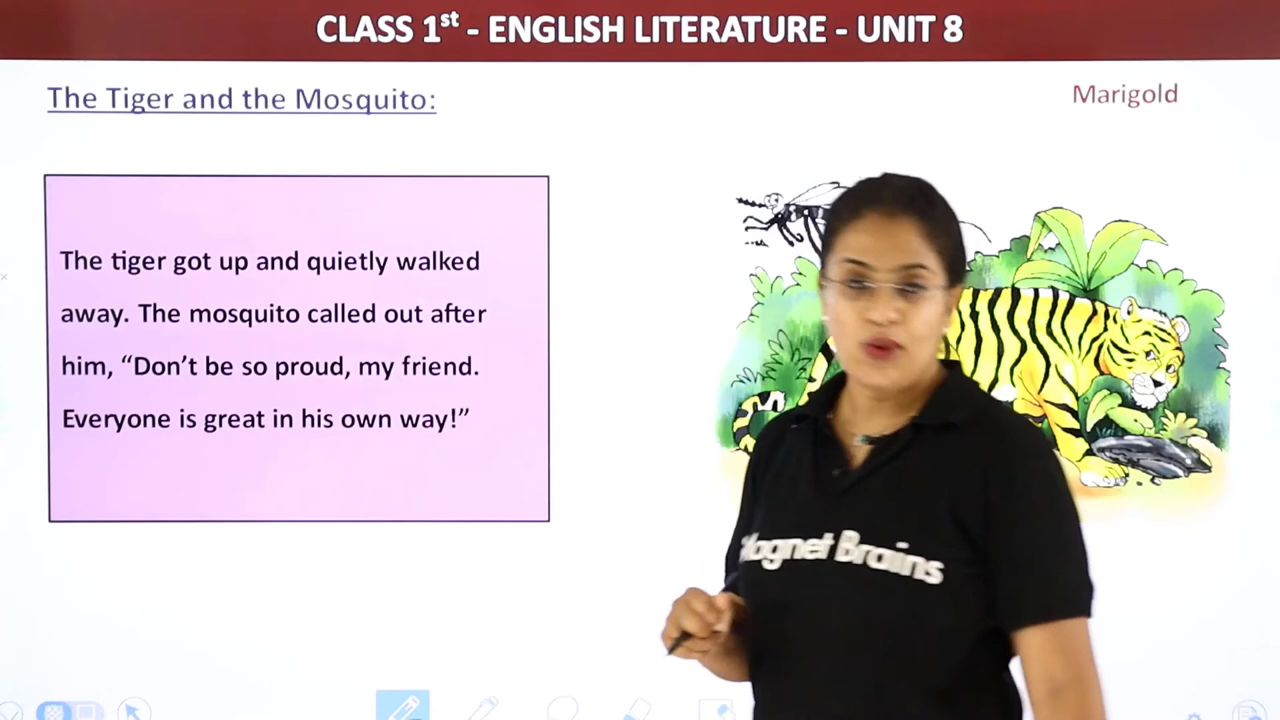 CLASS 1st - ENGLISH LITERATURE - UNIT 8
The Tiger and the Mosquito:
Marigold
The tiger got up and quietly walked
away. The mosquito called out after
him, “Don’t be so proud, my friend.
Everyone is great in his own way!”
Magnet Brains